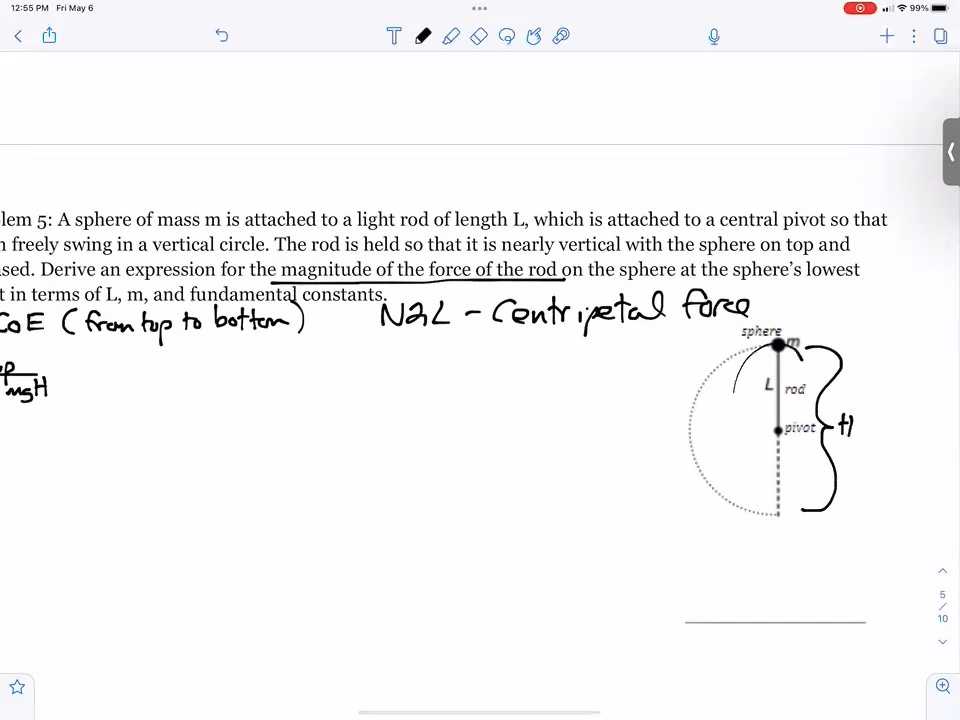 12:55 PM Fri May 6
99%
T
lem 5: A sphere of mass m is attached to a light rod of length L, which is attached to a central pivot so that
n freely swing in a vertical circle. The rod is held so that it is nearly vertical with the sphere on top and
ased. Derive an expression for the magnitude of the force of the rod on the sphere at the sphere's lowest
t in terms of L, m, and fundamental constants.
CoE (from top to bottom)
N2L - Centripetal force
sphere
m
op
mgH
L
rod
pivot
H
5
/
10